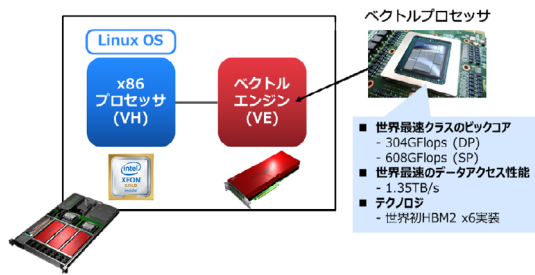 ベクトルプロセッサ
Linux OS
x86
プロセッサ
(VH)
ベクトル
エンジン
(VE)
intel
XEON
GOLD
inside
■ 世界最速クラスのビックコア
- 304GFlops (DP)
- 608GFlops (SP)
■ 世界最速のデータアクセス性能
- 1.35TB/s
■ テクノロジ
- 世界初HBM2 x6実装